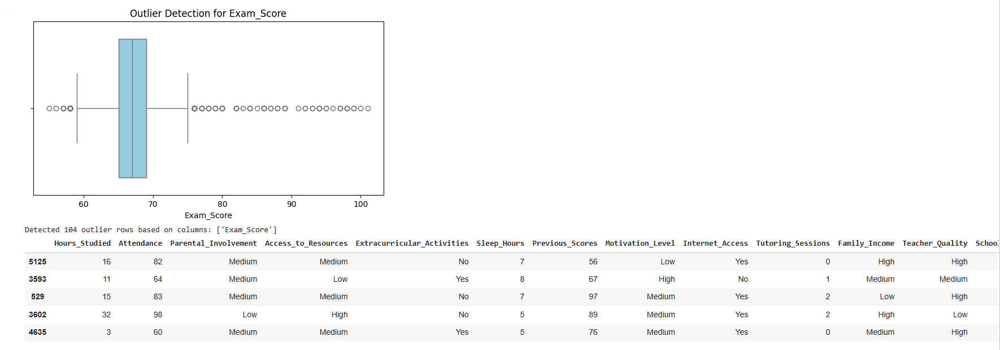 Outlier Detection for Exam_Score
60 70 80 90 100
Exam_Score
Detected 104 outlier rows based on columns: ['Exam_Score']
Hours_Studied Attendance Parental_Involvement Access_to_Resources Extracurricular_Activities Sleep_Hours Previous_Scores Motivation_Level Internet_Access Tutoring_Sessions Family_Income Teacher_Quality School
5125 16 82 Medium Medium No 7 56 Low Yes 0 High High
3593 11 64 Medium Low Yes 8 67 High No 1 Medium Medium
529 15 83 Medium Medium No 7 97 Medium Yes 2 Low High
3602 32 98 Low High No 5 89 Medium Yes 2 High Low
4635 3 60 Medium Medium Yes 5 76 Medium Yes 0 Medium High